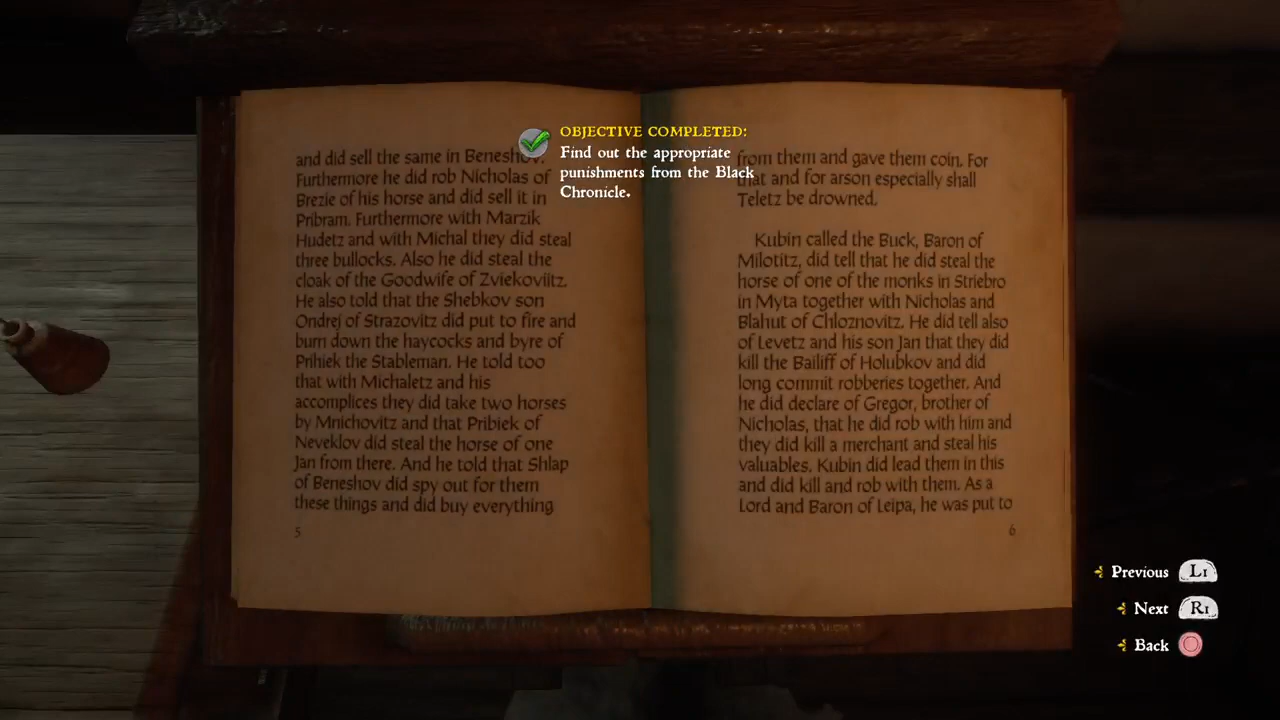 OBJECTIVE COMPLETED:
Find out the appropriate
punishments from the Black
Chronicle.
and did sell the same in Beneshov.
Furthermore he did rob Nicholas of
Brezie of his horse and did sell it in
Pribram. Furthermore with Marzik
Hudetz and with Michal they did steal
three bullocks. Also he did steal the
cloak of the Goodwife of Zviekoviitz.
He also told that the Shebkov son
Ondrej of Strazovitz did put to fire and
burn down the haycocks and byre of
Prihiek the Stableman. He told too
that with Michaletz and his
accomplices they did take two horses
by Mnichovitz and that Pribiek of
Neveklov did steal the horse of one
Jan from there. And he told that Shlap
of Beneshov did spy out for them
these things and did buy everything
5
from them and gave them coin. For
that and for arson especially shall
Teletz be drowned.
Kubin called the Buck, Baron of
Milotitz, did tell that he did steal the
horse of one of the monks in Striebro
in Myta together with Nicholas and
Blahut of Chloznovitz. He did tell also
of Levetz and his son Jan that they did
kill the Bailiff of Holubkov and did
long commit robberies together. And
he did declare of Gregor, brother of
Nicholas, that he did rob with him and
they did kill a merchant and steal his
valuables. Kubin did lead them in this
and did kill and rob with them. As a
Lord and Baron of Leipa, he was put to
6
Previous L1
Next R1
Back